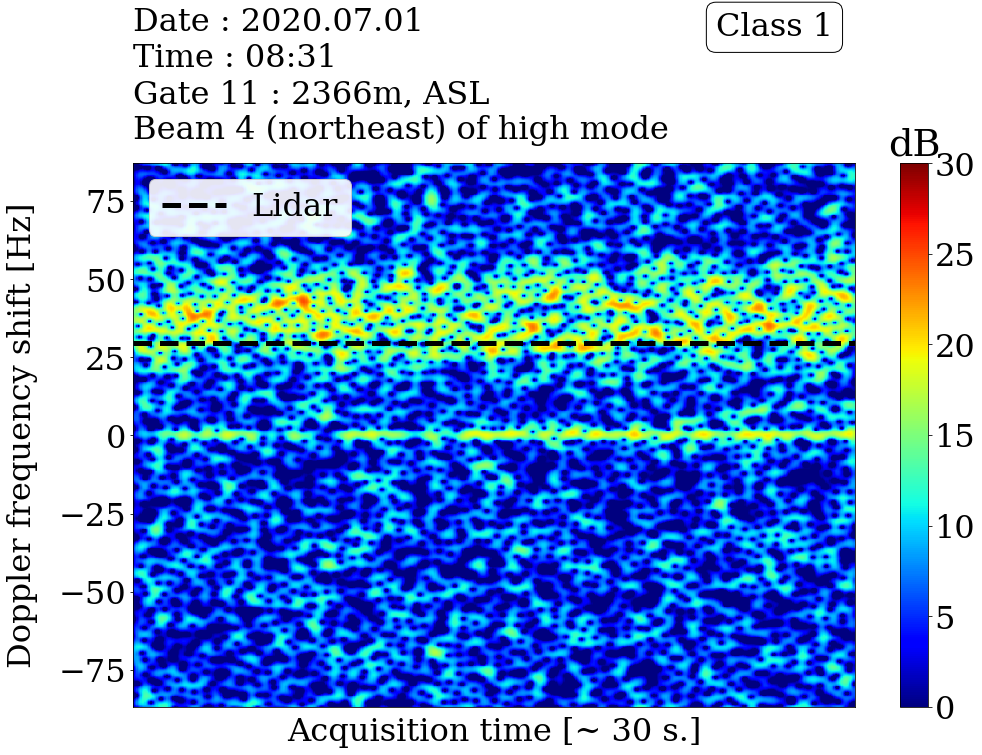 Date : 2020.07.01
Time : 08:31
Gate 11 : 2366m, ASL
Beam 4 (northeast) of high mode
Class 1
dB
Lidar
Doppler frequency shift [Hz]
75
50
25
0
−25
−50
−75
Acquisition time [~ 30 s.]
30
25
20
15
10
5
0